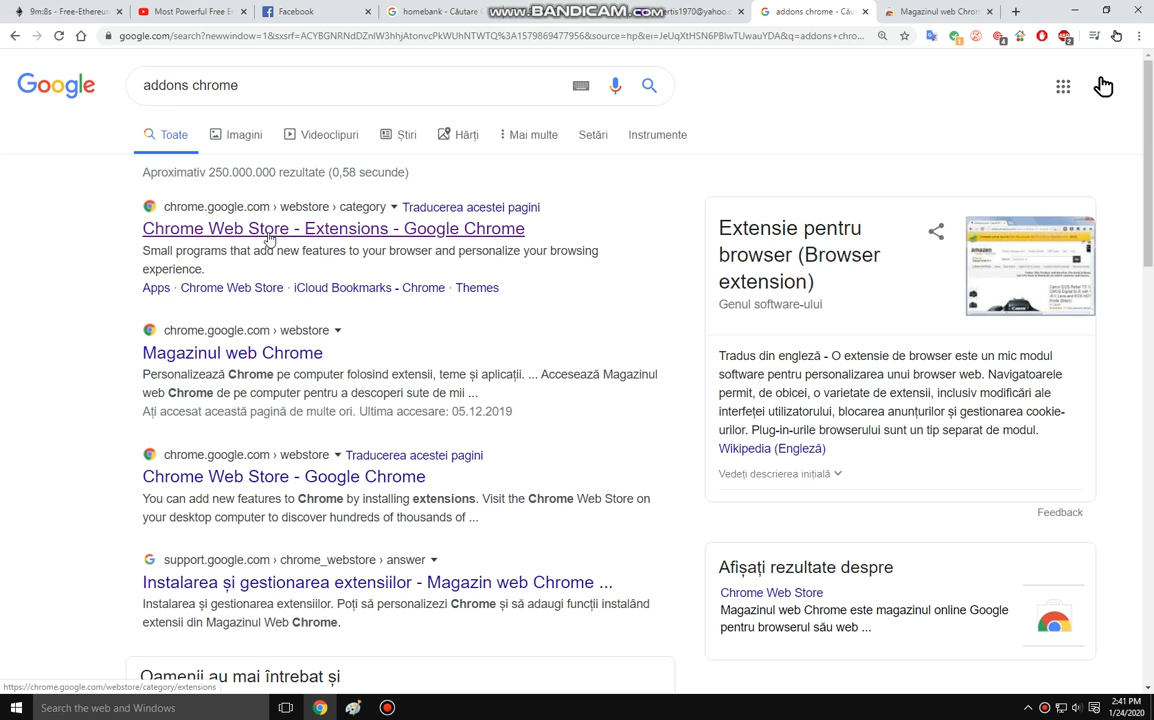 9m:8s - Free-Ethereum
Most Powerful Free E
Facebook
homebank - Căutare
WWW.BANDICAM.COM
ertis1970@yahoo.
addons chrome - Cău
Magazinul web Chrom
google.com/search?newwindow=1&sxsrf=ACYBGNRNdDZnlW3hhjAtonvcPkWUhNTWTQ%3A1579869477956&source=hp&ei=JeUqXtHSN6PBlwTUwauYDA&q=addons+chro...
Google
addons chrome
Toate
Imagini
Videoclipuri
Știri
Hărți
Mai multe
Setări
Instrumente
Aproximativ 250.000.000 rezultate (0,58 secunde)
chrome.google.com › webstore › category
Traducerea acestei pagini
Chrome Web Store - Extensions - Google Chrome
Small programs that add new features to your browser and personalize your browsing
experience.
Apps · Chrome Web Store · iCloud Bookmarks - Chrome · Themes
chrome.google.com › webstore
Magazinul web Chrome
Personalizează Chrome pe computer folosind extensii, teme și aplicații. ... Accesează Magazinul
web Chrome de pe computer pentru a descoperi sute de mii ...
Ați accesat această pagină de multe ori. Ultima accesare: 05.12.2019
chrome.google.com › webstore
Traducerea acestei pagini
Chrome Web Store - Google Chrome
You can add new features to Chrome by installing extensions. Visit the Chrome Web Store on
your desktop computer to discover hundreds of thousands of ...
support.google.com › chrome_webstore › answer
Instalarea și gestionarea extensiilor - Magazin web Chrome ...
Instalarea și gestionarea extensiilor. Poți să personalizezi Chrome și să adaugi funcții instalând
extensii din Magazinul Web Chrome.
Oamenii au mai întrebat și
Extensie pentru
browser (Browser
extension)
Genul software-ului
Tradus din engleză - O extensie de browser este un mic modul
software pentru personalizarea unui browser web. Navigatoarele
permit, de obicei, o varietate de extensii, inclusiv modificări ale
interfeței utilizatorului, blocarea anunțurilor și gestionarea cookie-
urilor. Plug-in-urile browserului sunt un tip separat de modul.
Wikipedia (Engleză)
Vedeți descrierea inițială
Feedback
Afișați rezultate despre
Chrome Web Store
Magazinul web Chrome este magazinul online Google
pentru browserul său web ...
https://chrome.google.com/webstore/category/extensions
Search the web and Windows
2:41 PM
1/24/2020